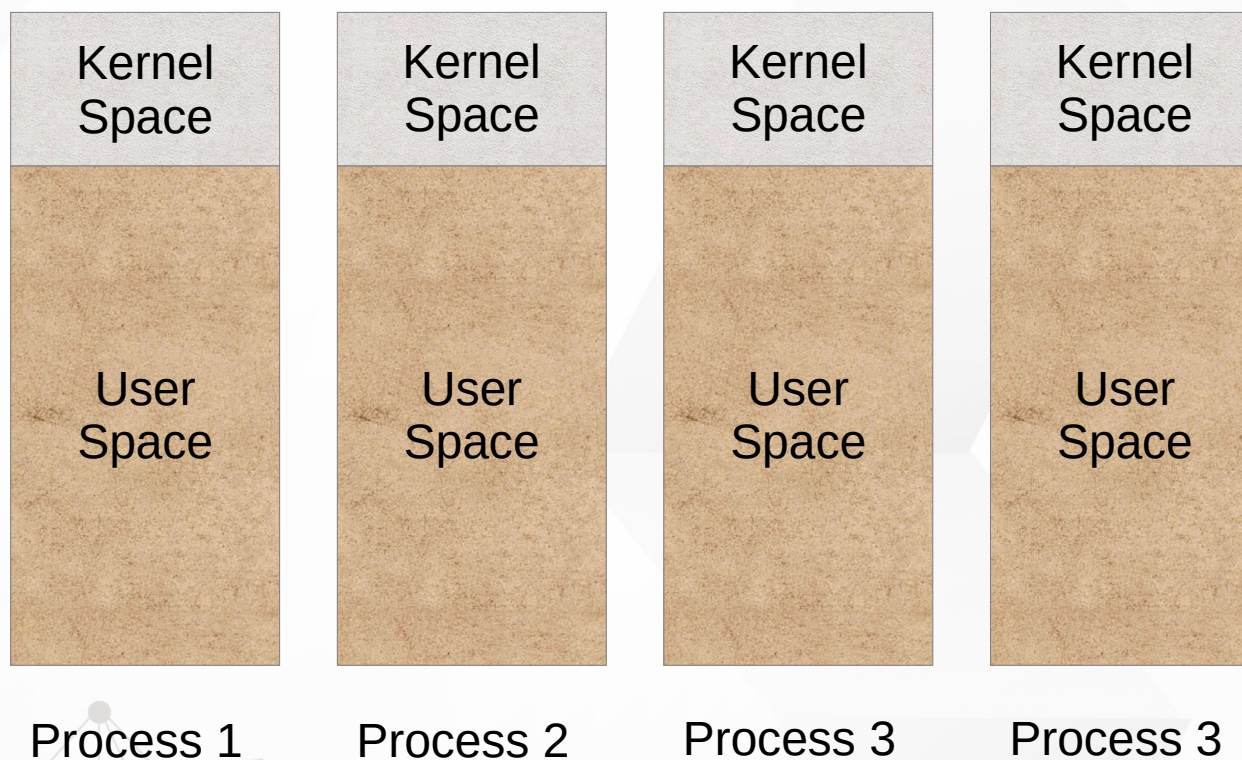 Kernel
Space
Kernel
Space
Kernel
Space
Kernel
Space
User
Space
User
Space
User
Space
User
Space
Process 1
Process 2
Process 3
Process 3